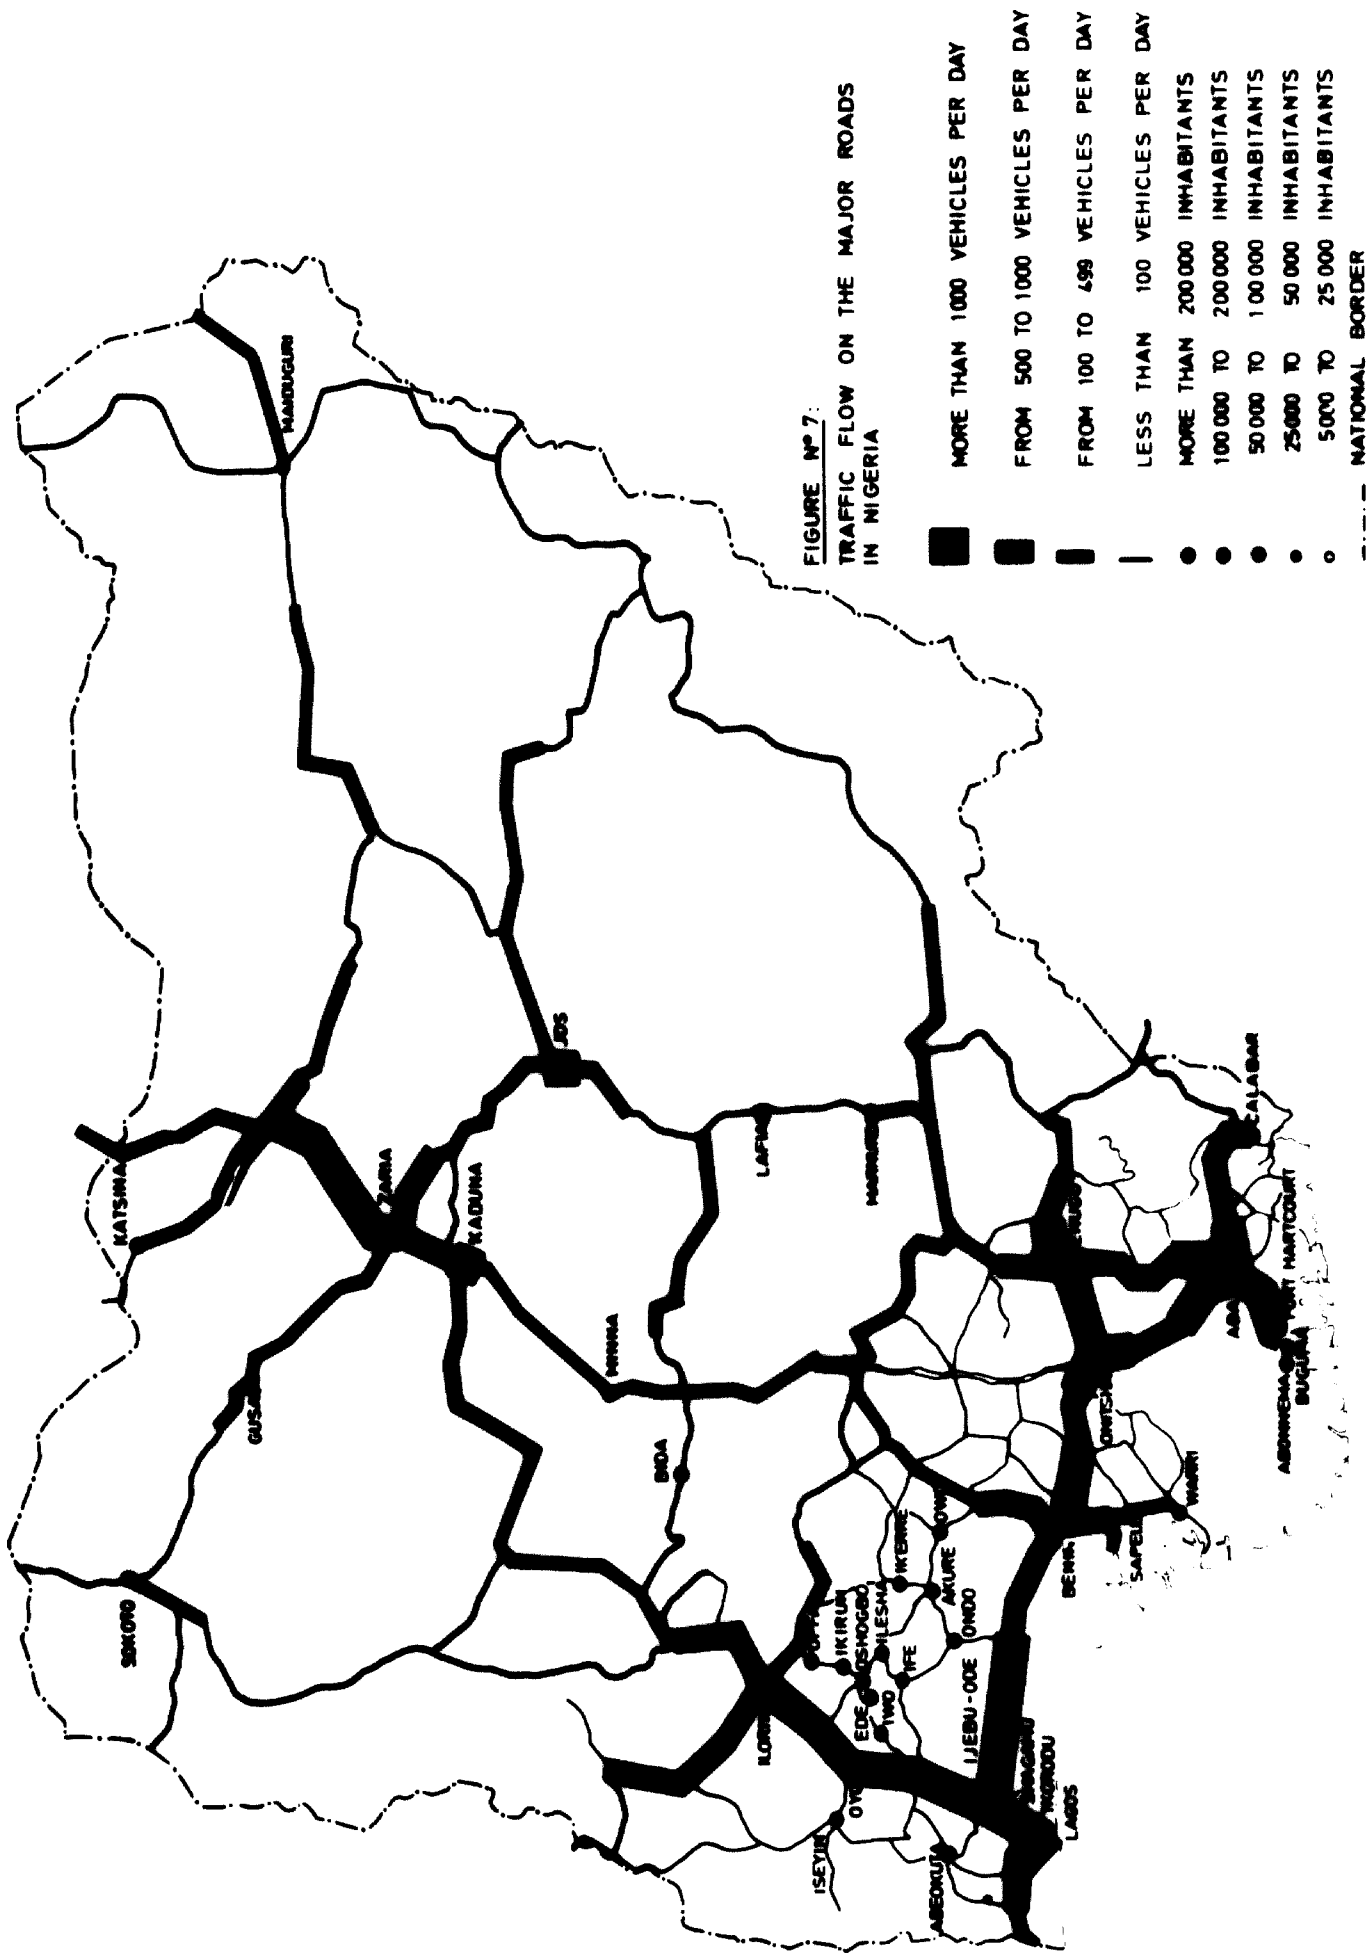 FIGURE Nº 7:
TRAFFIC FLOW ON THE MAJOR ROADS
IN NIGERIA
MORE THAN 1000 VEHICLES PER DAY
FROM 500 TO 1000 VEHICLES PER DAY
FROM 100 TO 499 VEHICLES PER DAY
LESS THAN 100 VEHICLES PER DAY
MORE THAN 200 000 INHABITANTS
100 000 TO 200 000 INHABITANTS
50 000 TO 100 000 INHABITANTS
25000 TO 50 000 INHABITANTS
5000 TO 25 000 INHABITANTS
NATIONAL BORDER
MAIDUGURI
KATSINA
SOKOTO
GUSAU
ZARIA
KADUNA
JOS
MINNA
BIDA
LAFIA
MAKURDI
ILORIN
OFFA
IKIRUN
OSHOGBO
ILESHA
IKERRE
EDE
IWO
IFE
AKURE
OWO
ONDO
OYO
ISEYIN
ABEOKUTA
IJEBU-ODE
SHAGAMU
IKORODU
LAGOS
BENIN
SAPELE
WARRI
ONITSHA
ENUGU
ABA
PORT HARTCOURT
ABONNEMA
BUGUMA
CALABAR